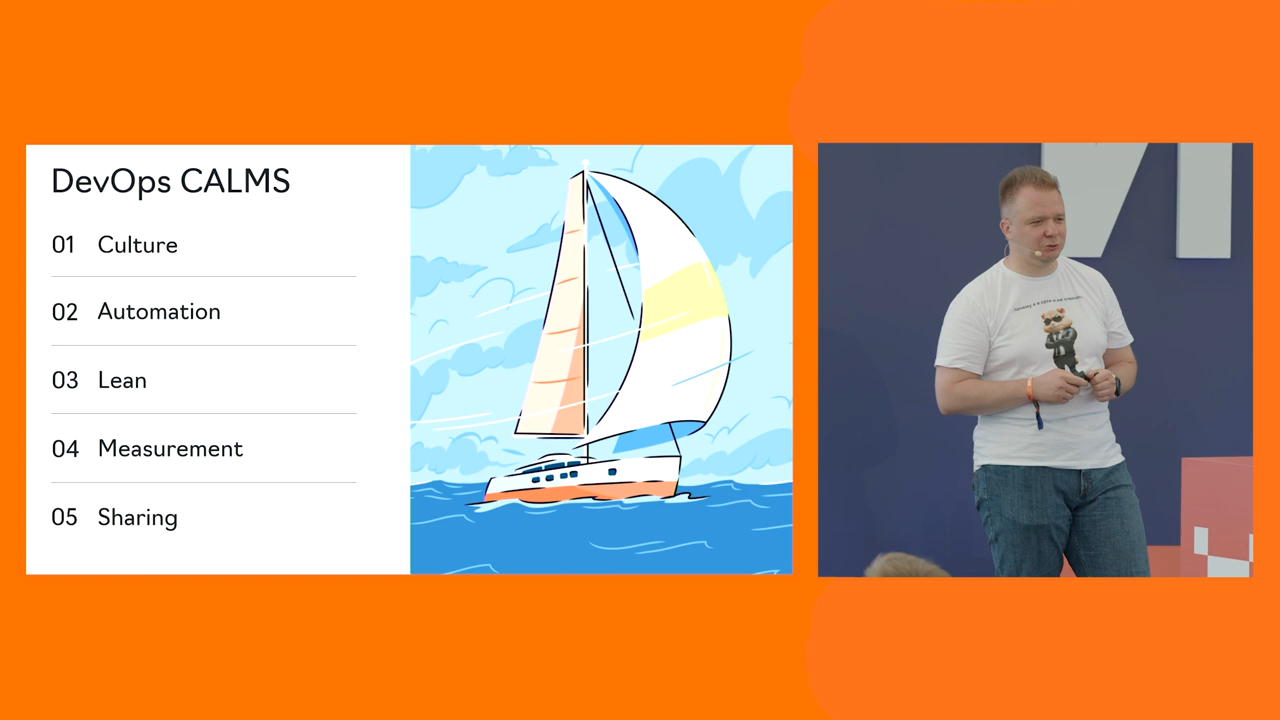 DevOps CALMS
01 Culture
02 Automation
03 Lean
04 Measurement
05 Sharing